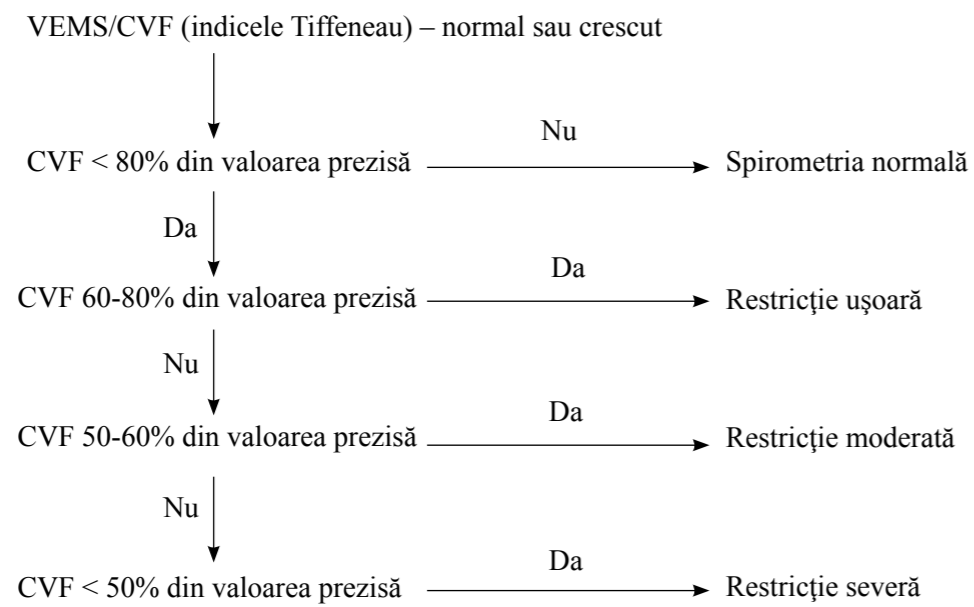 VEMS/CVF (indicele Tiffeneau) – normal sau crescut
Nu
CVF < 80% din valoarea prezisă
Spirometria normală
Da
Da
CVF 60-80% din valoarea prezisă
Restricţie uşoară
Nu
Da
CVF 50-60% din valoarea prezisă
Restricţie moderată
Nu
Da
CVF < 50% din valoarea prezisă
Restricţie severă